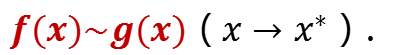 f(x)~g(x) ( x → x* ) .